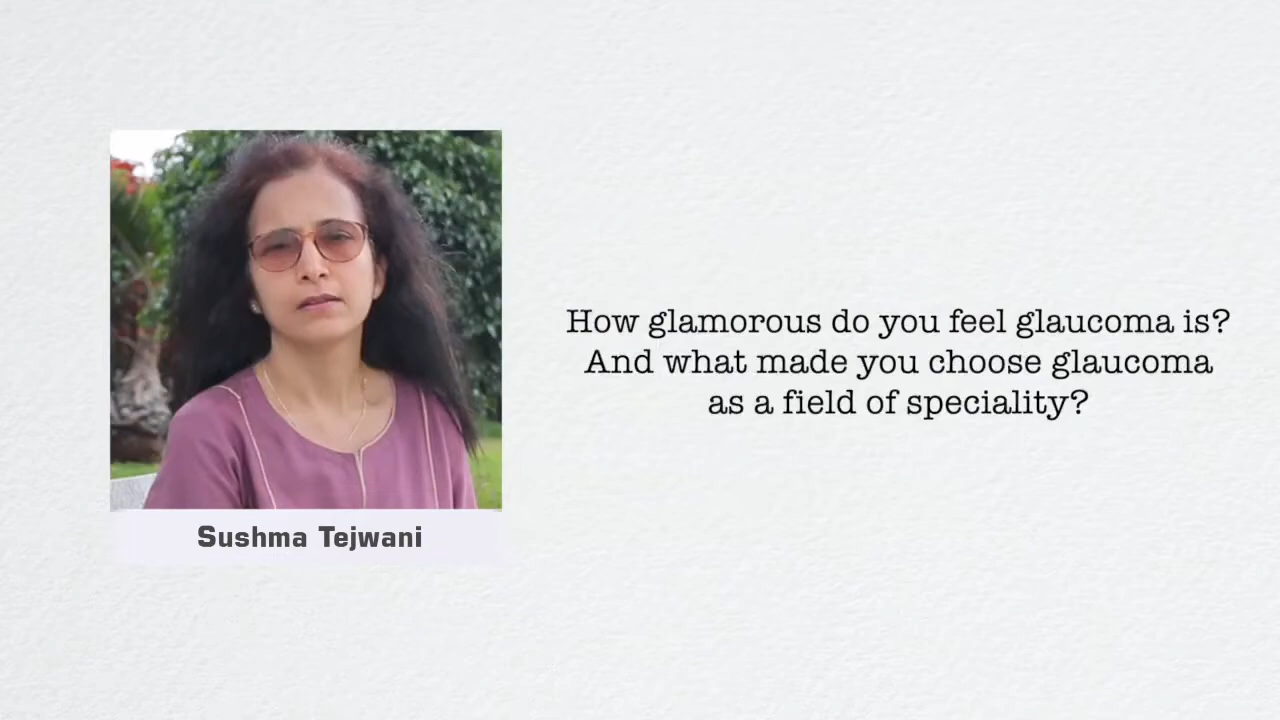 How glamorous do you feel glaucoma is?
And what made you choose glaucoma
as a field of speciality?
Sushma Tejwani